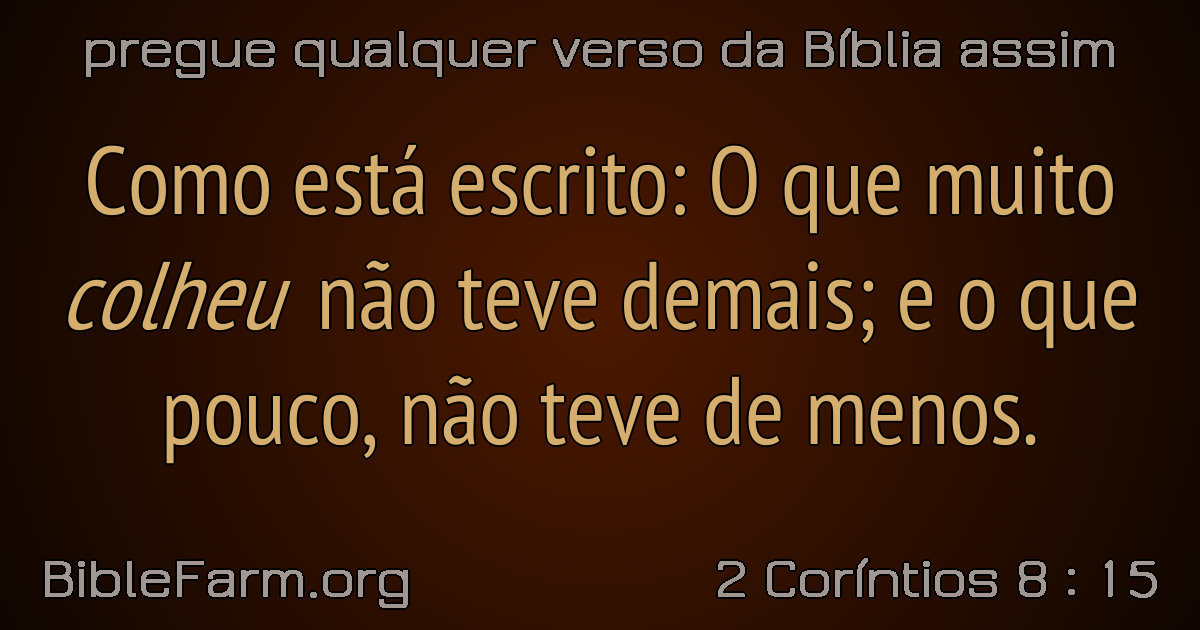 pregue qualquer verso da Bíblia assim
Como está escrito: O que muito
colheu não teve demais; e o que
pouco, não teve de menos.
BibleFarm.org
2 Coríntios 8 : 15